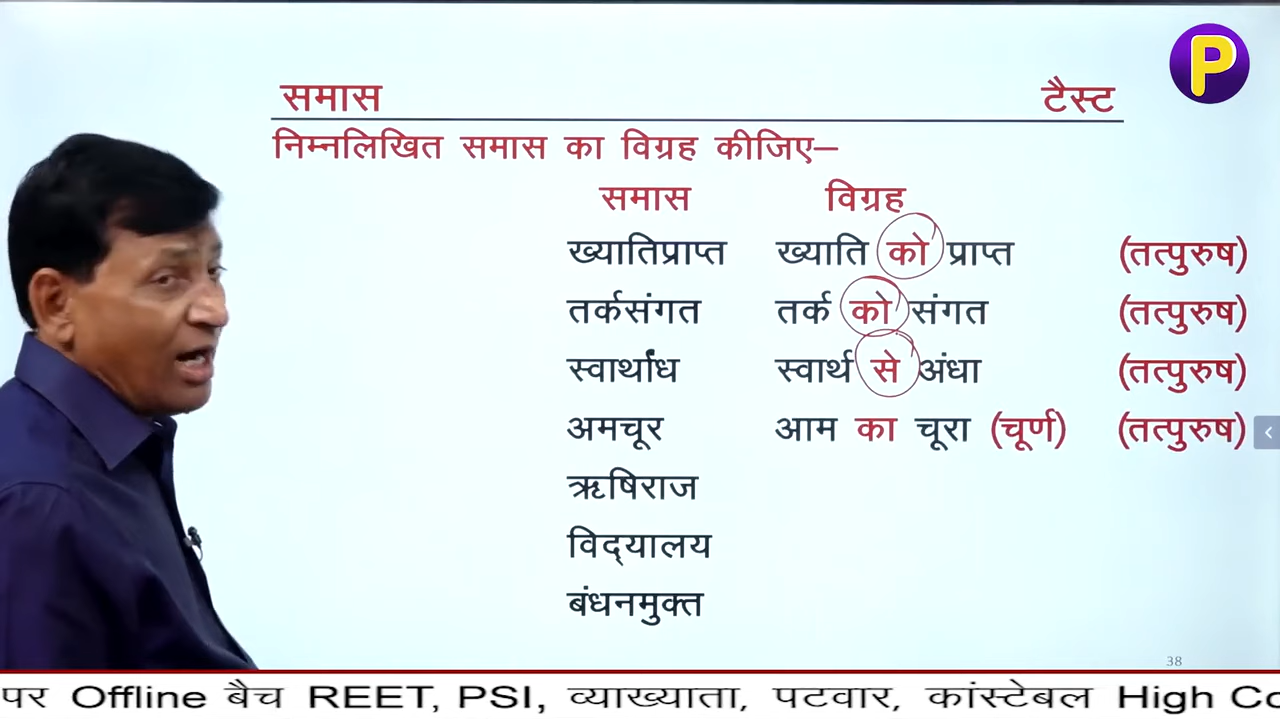 P
समास टैस्ट
निम्नलिखित समास का विग्रह कीजिए–
समास विग्रह
ख्यातिप्राप्त ख्याति को प्राप्त (तत्पुरुष)
तर्कसंगत तर्क को संगत (तत्पुरुष)
स्वार्थांध स्वार्थ से अंधा (तत्पुरुष)
अमचूर आम का चूरा (चूर्ण) (तत्पुरुष)
ऋषिराज
विद्‌यालय
बंधनमुक्त
38
पर Offline बैच REET, PSI, व्याख्याता, पटवार, कांस्टेबल High Co